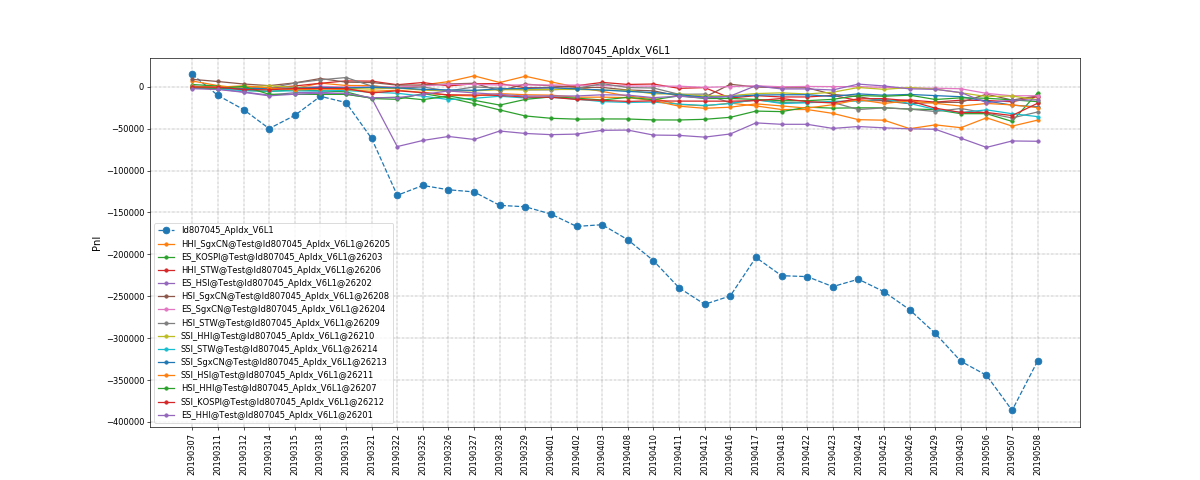 Id807045_ApIdx_V6L1
PnL
0
−50000
−100000
−150000
−200000
−250000
−300000
−350000
−400000
Id807045_ApIdx_V6L1
HHI_SgxCN@Test@Id807045_ApIdx_V6L1@26205
ES_KOSPI@Test@Id807045_ApIdx_V6L1@26203
HHI_STW@Test@Id807045_ApIdx_V6L1@26206
ES_HSI@Test@Id807045_ApIdx_V6L1@26202
HSI_SgxCN@Test@Id807045_ApIdx_V6L1@26208
ES_SgxCN@Test@Id807045_ApIdx_V6L1@26204
HSI_STW@Test@Id807045_ApIdx_V6L1@26209
SSI_HHI@Test@Id807045_ApIdx_V6L1@26210
SSI_STW@Test@Id807045_ApIdx_V6L1@26214
SSI_SgxCN@Test@Id807045_ApIdx_V6L1@26213
SSI_HSI@Test@Id807045_ApIdx_V6L1@26211
HSI_HHI@Test@Id807045_ApIdx_V6L1@26207
SSI_KOSPI@Test@Id807045_ApIdx_V6L1@26212
ES_HHI@Test@Id807045_ApIdx_V6L1@26201
20190307
20190311
20190312
20190314
20190315
20190318
20190319
20190321
20190322
20190325
20190326
20190327
20190328
20190329
20190401
20190402
20190403
20190408
20190410
20190411
20190412
20190416
20190417
20190418
20190422
20190423
20190424
20190425
20190426
20190429
20190430
20190506
20190507
20190508